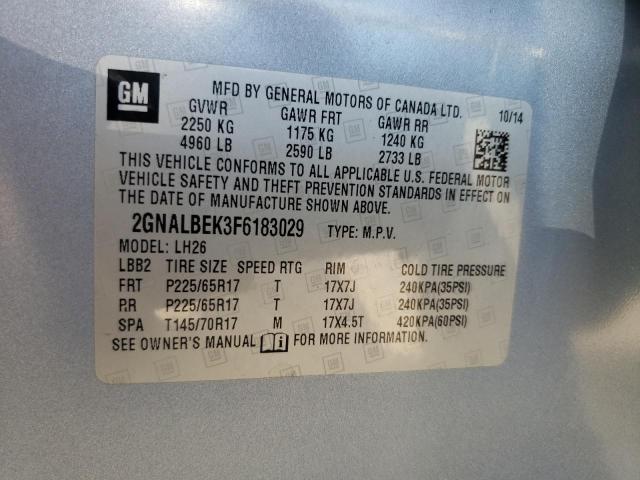 GM
MFD BY GENERAL MOTORS OF CANADA LTD. 10/14
GVWR GAWR FRT GAWR RR
2250 KG 1175 KG 1240 KG
4960 LB 2590 LB 2733 LB
THIS VEHICLE CONFORMS TO ALL APPLICABLE U.S. FEDERAL MOTOR
VEHICLE SAFETY AND THEFT PREVENTION STANDARDS IN EFFECT ON
THE DATE OF MANUFACTURE SHOWN ABOVE.
2GNALBEK3F6183029 TYPE: M.P.V.
MODEL: LH26
LBB2 TIRE SIZE SPEED RTG RIM COLD TIRE PRESSURE
FRT P225/65R17 T 17X7J 240KPA(35PSI)
RR P225/65R17 T 17X7J 240KPA(35PSI)
SPA T145/70R17 M 17X4.5T 420KPA(60PSI)
SEE OWNER'S MANUAL i FOR MORE INFORMATION.